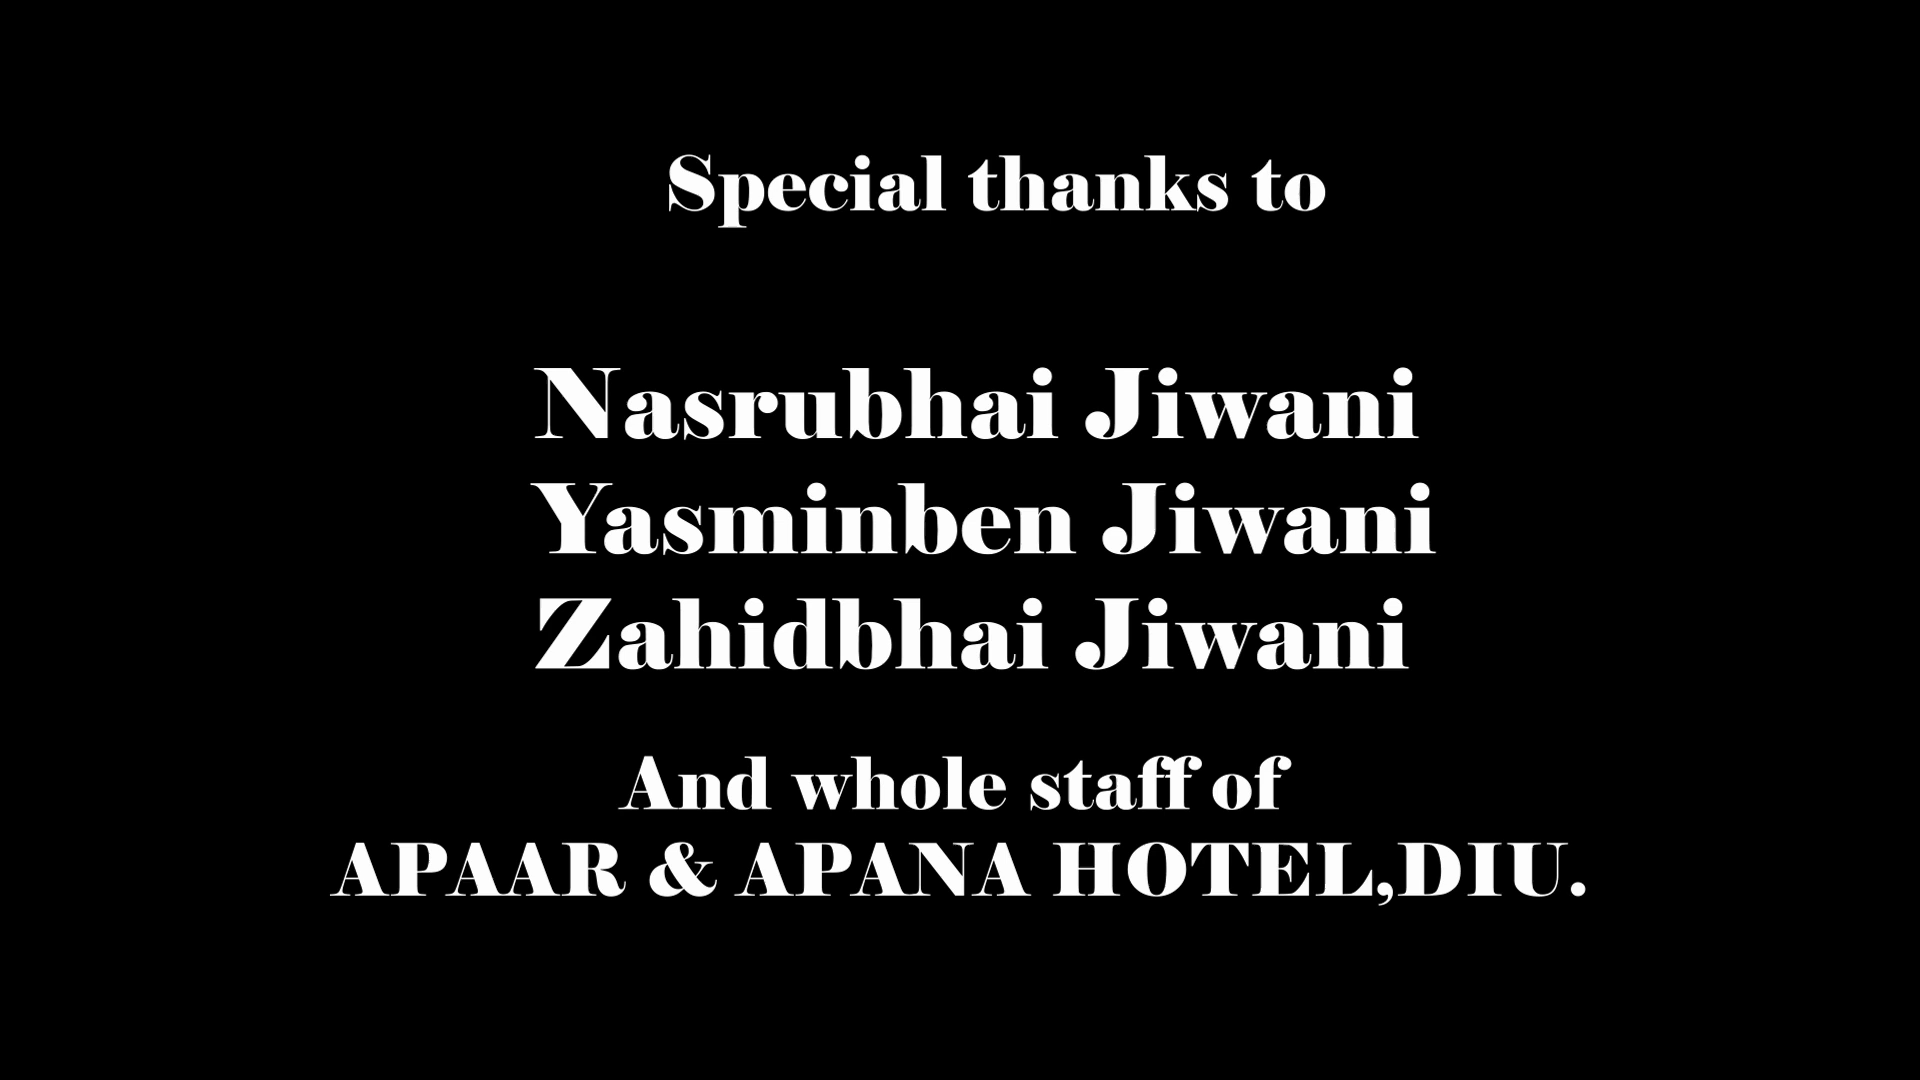 Special thanks to
Nasrubhai Jiwani
Yasminben Jiwani
Zahidbhai Jiwani
And whole staff of
APAAR & APANA HOTEL,DIU.